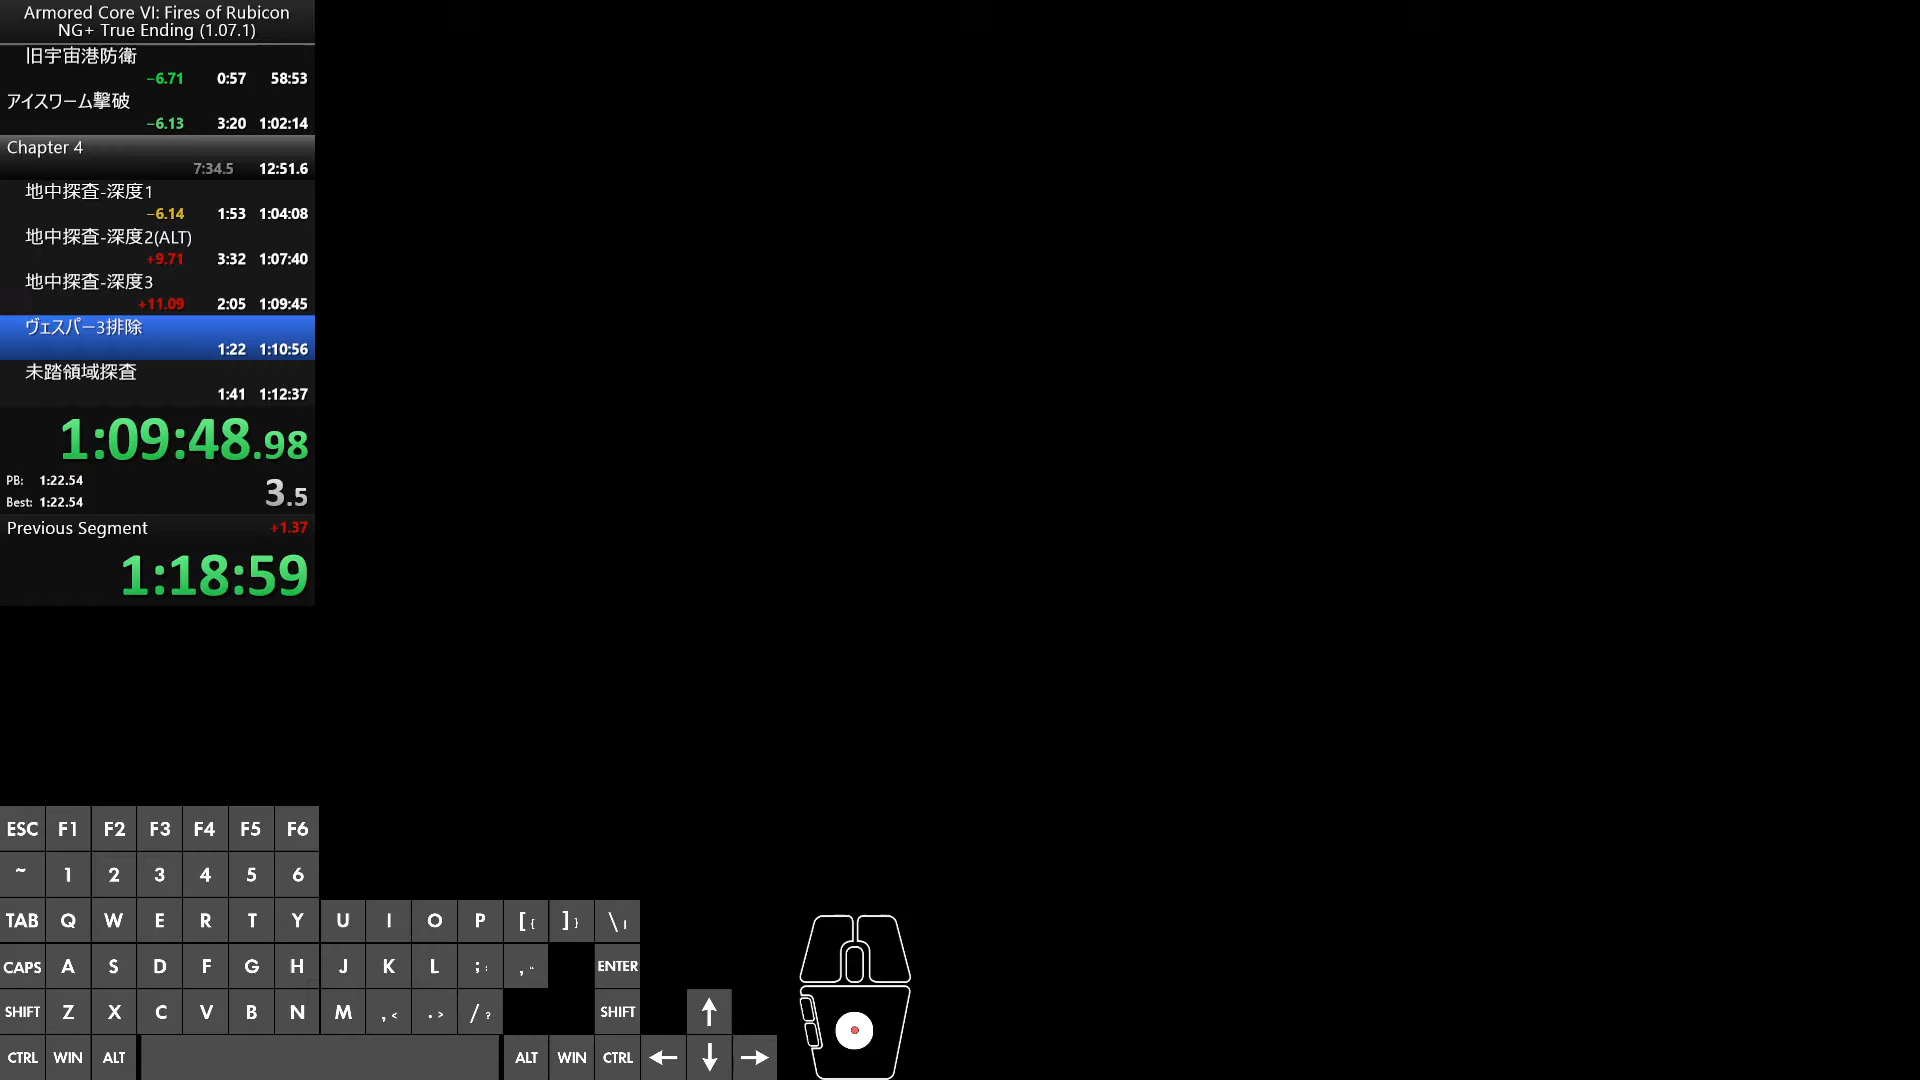 Armored Core VI: Fires of Rubicon
NG+ True Ending (1.07.1)
旧宇宙港防衛
−6.71 0:57 58:53
アイスワーム撃破
−6.13 3:20 1:02:14
Chapter 4
7:34.5 12:51.6
地中探査-深度1
−6.14 1:53 1:04:08
地中探査-深度2(ALT)
+9.71 3:32 1:07:40
地中探査-深度3
+11.09 2:05 1:09:45
ヴェスパー3排除
1:22 1:10:56
未踏領域探査
1:41 1:12:37
1:09:48.98
PB: 1:22.54
Best: 1:22.54
3.5
Previous Segment +1.37
1:18:59
ESC F1 F2 F3 F4 F5 F6
~ 1 2 3 4 5 6
TAB Q W E R T Y U I O P [ { ] } \ |
CAPS A S D F G H J K L ; : , " ENTER
SHIFT Z X C V B N M , < . > / ? SHIFT ↑
CTRL WIN ALT ALT WIN CTRL ← ↓ →